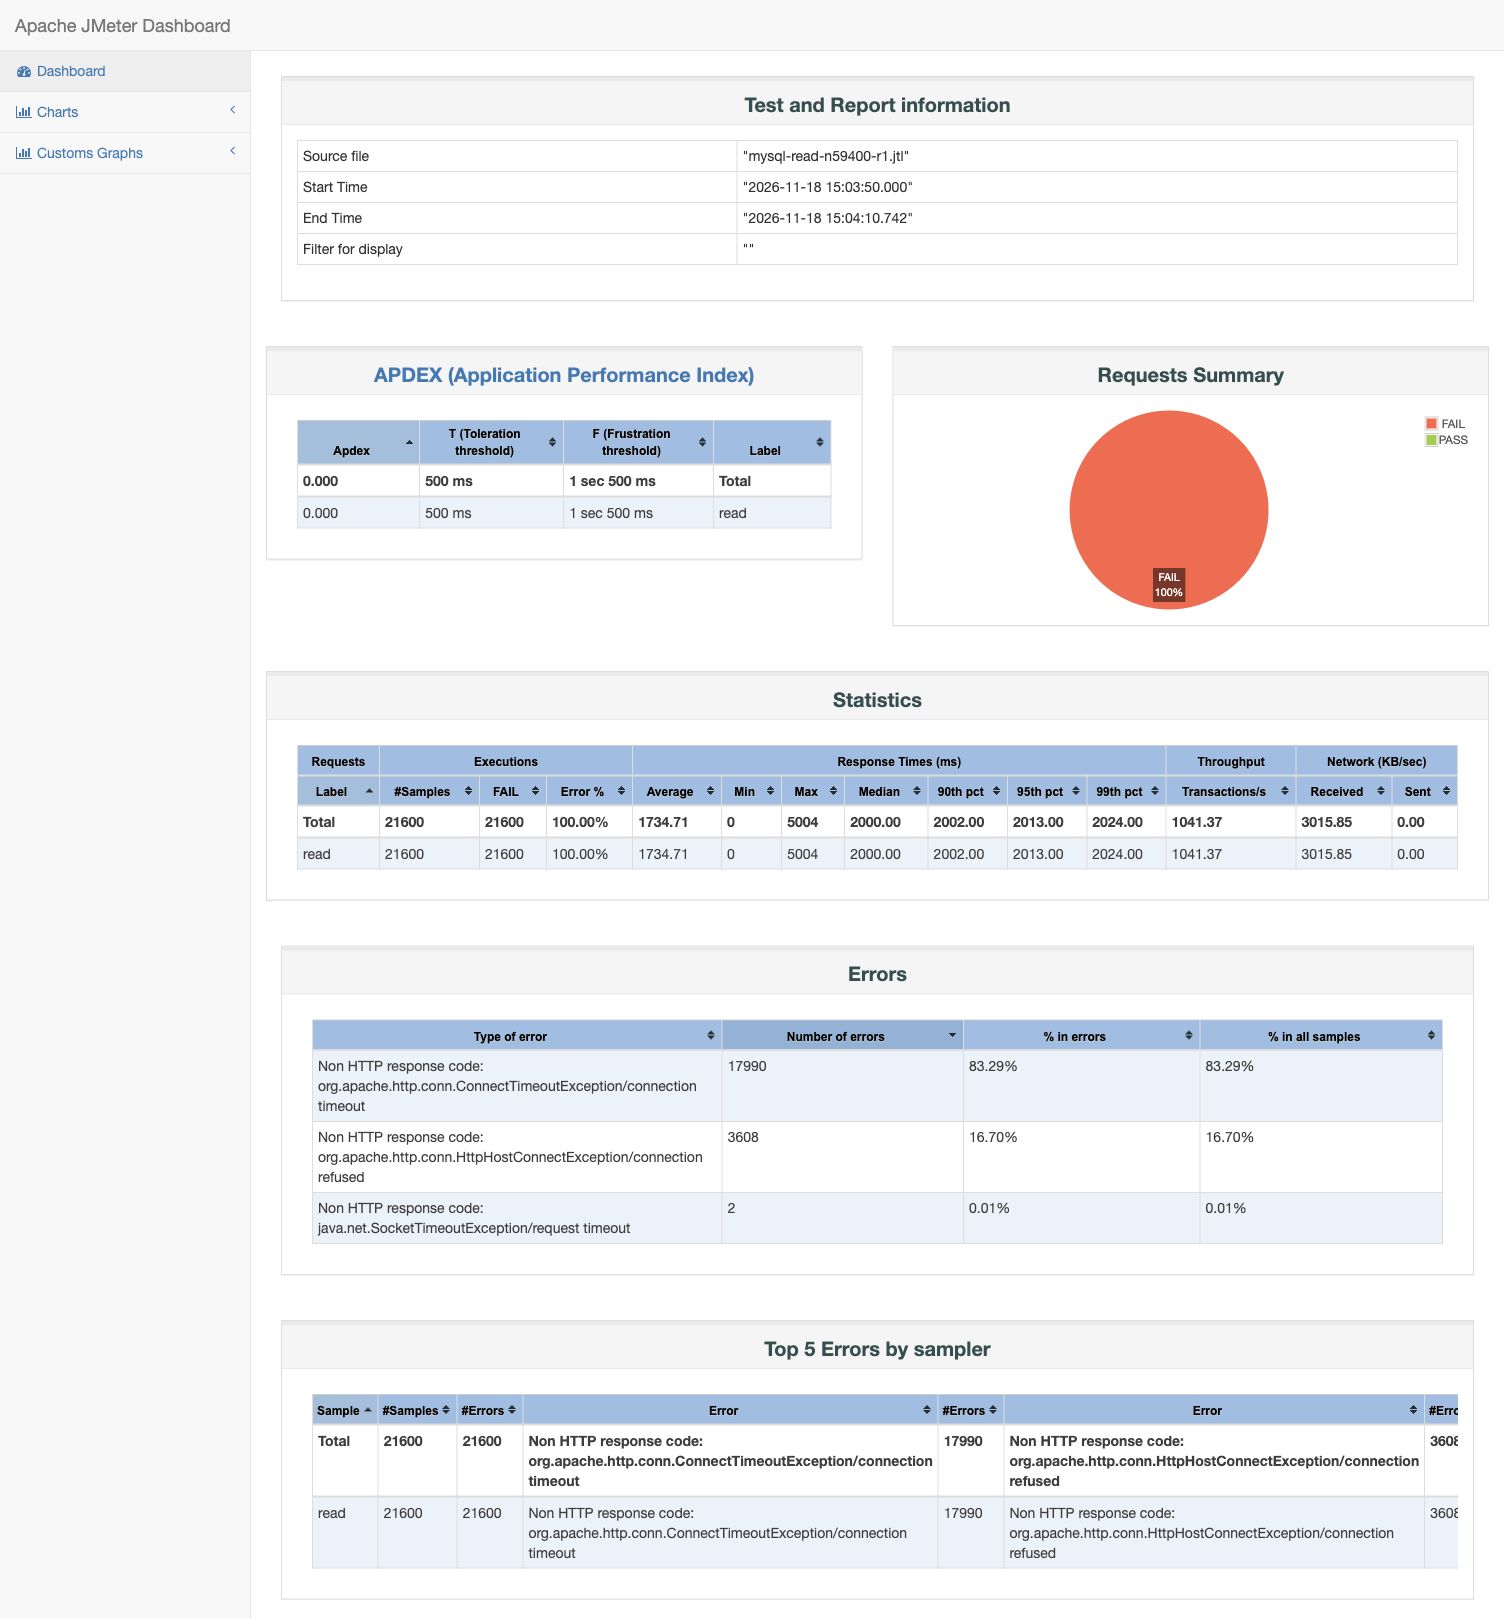 Apache JMeter Dashboard
Dashboard
Charts
Customs Graphs
Test and Report information
Source file "mysql-read-n59400-r1.jtl"
Start Time "2026-11-18 15:03:50.000"
End Time "2026-11-18 15:04:10.742"
Filter for display ""
APDEX (Application Performance Index)
Apdex T (Toleration threshold) F (Frustration threshold) Label
0.000 500 ms 1 sec 500 ms Total
0.000 500 ms 1 sec 500 ms read
Requests Summary
FAIL
PASS
FAIL
100%
Statistics
Requests Executions Response Times (ms) Throughput Network (KB/sec)
Label #Samples FAIL Error % Average Min Max Median 90th pct 95th pct 99th pct Transactions/s Received Sent
Total 21600 21600 100.00% 1734.71 0 5004 2000.00 2002.00 2013.00 2024.00 1041.37 3015.85 0.00
read 21600 21600 100.00% 1734.71 0 5004 2000.00 2002.00 2013.00 2024.00 1041.37 3015.85 0.00
Errors
Type of error Number of errors % in errors % in all samples
Non HTTP response code: 17990 83.29% 83.29%
org.apache.http.conn.ConnectTimeoutException/connection
timeout
Non HTTP response code: 3608 16.70% 16.70%
org.apache.http.conn.HttpHostConnectException/connection
refused
Non HTTP response code: 2 0.01% 0.01%
java.net.SocketTimeoutException/request timeout
Top 5 Errors by sampler
Sample #Samples #Errors Error #Errors Error #Erro
Total 21600 21600 Non HTTP response code: 17990 Non HTTP response code: 3608
org.apache.http.conn.ConnectTimeoutException/connection org.apache.http.conn.HttpHostConnectException/connection
timeout refused
read 21600 21600 Non HTTP response code: 17990 Non HTTP response code: 3608
org.apache.http.conn.ConnectTimeoutException/connection org.apache.http.conn.HttpHostConnectException/connection
timeout refused